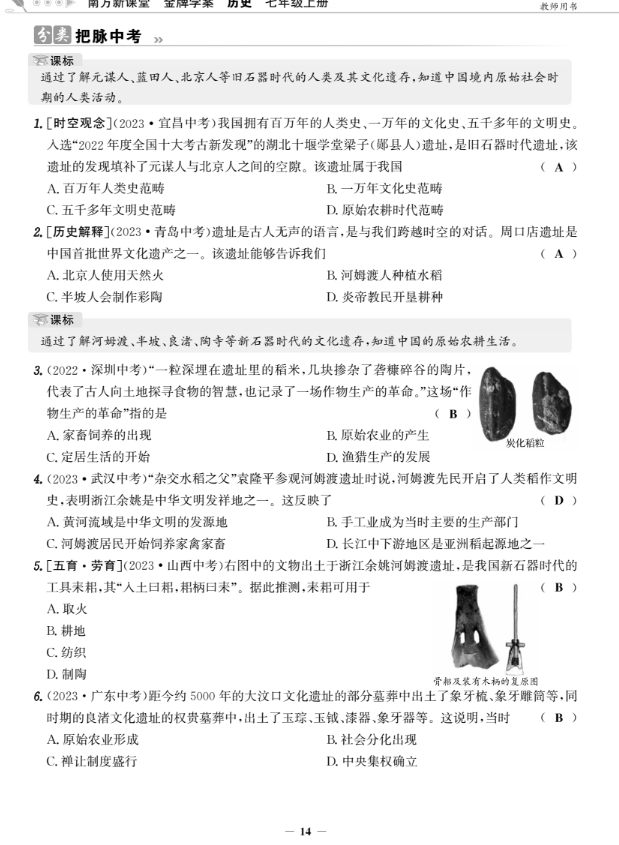 南方新课堂 金牌学案 历史 七年级上册
教师用书
分类 把脉中考
课标
通过了解元谋人、蓝田人、北京人等旧石器时代的人类及其文化遗存,知道中国境内原始社会时
期的人类活动。
1.[时空观念](2023·宜昌中考)我国拥有百万年的人类史、一万年的文化史、五千多年的文明史。
入选“2022年度全国十大考古新发现”的湖北十堰学堂梁子(郧县人)遗址,是旧石器时代遗址,该
遗址的发现填补了元谋人与北京人之间的空隙。该遗址属于我国 ( A )
A. 百万年人类史范畴 B. 一万年文化史范畴
C. 五千多年文明史范畴 D. 原始农耕时代范畴
2.[历史解释](2023·青岛中考)遗址是古人无声的语言,是与我们跨越时空的对话。周口店遗址是
中国首批世界文化遗产之一。该遗址能够告诉我们 ( A )
A. 北京人使用天然火 B. 河姆渡人种植水稻
C. 半坡人会制作彩陶 D. 炎帝教民开垦耕种
课标
通过了解河姆渡、半坡、良渚、陶寺等新石器时代的文化遗存,知道中国的原始农耕生活。
3.(2022·深圳中考)“一粒深埋在遗址里的稻米,几块掺杂了砻糠碎谷的陶片,
代表了古人向土地探寻食物的智慧,也记录了一场作物生产的革命。”这场“作
物生产的革命”指的是 ( B )
A. 家畜饲养的出现 B. 原始农业的产生
C. 定居生活的开始 D. 渔猎生产的发展
炭化稻粒
4.(2023·武汉中考)“杂交水稻之父”袁隆平参观河姆渡遗址时说,河姆渡先民开启了人类稻作文明
史,表明浙江余姚是中华文明发祥地之一。这反映了 ( D )
A. 黄河流域是中华文明的发源地 B. 手工业成为当时主要的生产部门
C. 河姆渡居民开始饲养家禽家畜 D. 长江中下游地区是亚洲稻起源地之一
5.[五育·劳育](2023·山西中考)右图中的文物出土于浙江余姚河姆渡遗址,是我国新石器时代的
工具耒耜,其“入土曰耜,耜柄曰耒”。据此推测,耒耜可用于 ( B )
A. 取火
B. 耕地
C. 纺织
D. 制陶
骨耜及装有木柄的复原图
6.(2023·广东中考)距今约5000年的大汶口文化遗址的部分墓葬中出土了象牙梳、象牙雕筒等,同
时期的良渚文化遗址的权贵墓葬中,出土了玉琮、玉钺、漆器、象牙器等。这说明,当时 ( B )
A. 原始农业形成 B. 社会分化出现
C. 禅让制度盛行 D. 中央集权确立
— 14 —